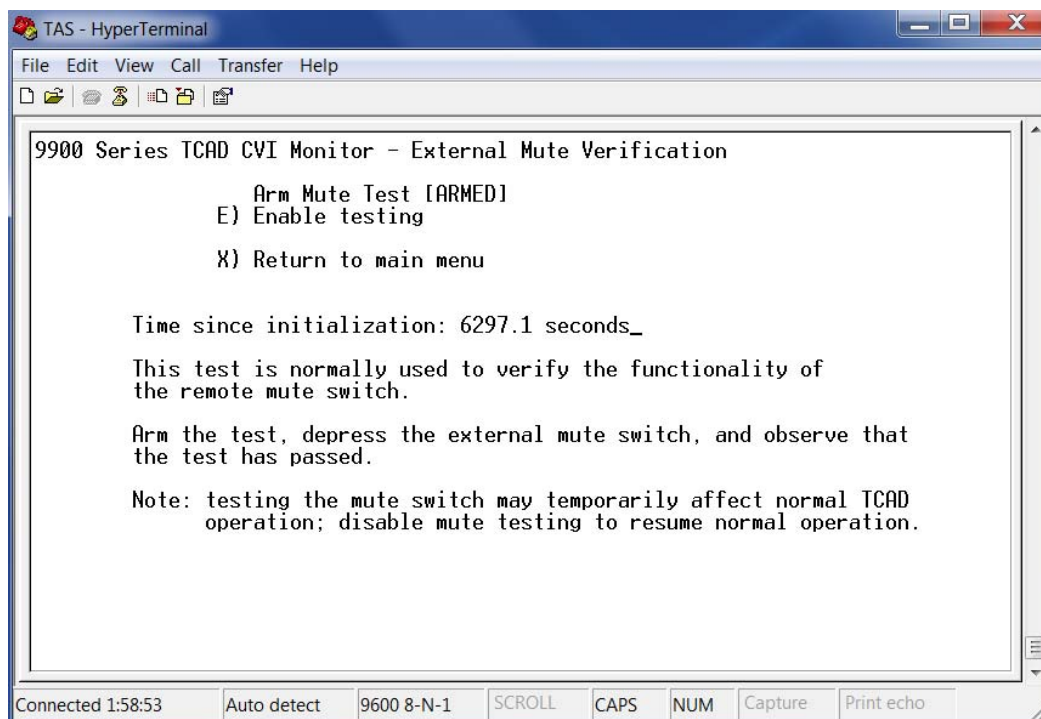 TAS - HyperTerminal
File Edit View Call Transfer Help
9900 Series TCAD CVI Monitor - External Mute Verification
Arm Mute Test [ARMED]
E) Enable testing
X) Return to main menu
Time since initialization: 6297.1 seconds_
This test is normally used to verify the functionality of
the remote mute switch.
Arm the test, depress the external mute switch, and observe that
the test has passed.
Note: testing the mute switch may temporarily affect normal TCAD
operation; disable mute testing to resume normal operation.
Connected 1:58:53 Auto detect 9600 8-N-1 SCROLL CAPS NUM Capture Print echo